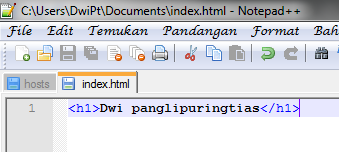 C:\Users\DwiPt\Documents\index.html - Notepad++
File Edit Temukan Pandangan Format Bah
hosts index.html
1 <h1>Dwi panglipuringtias</h1>